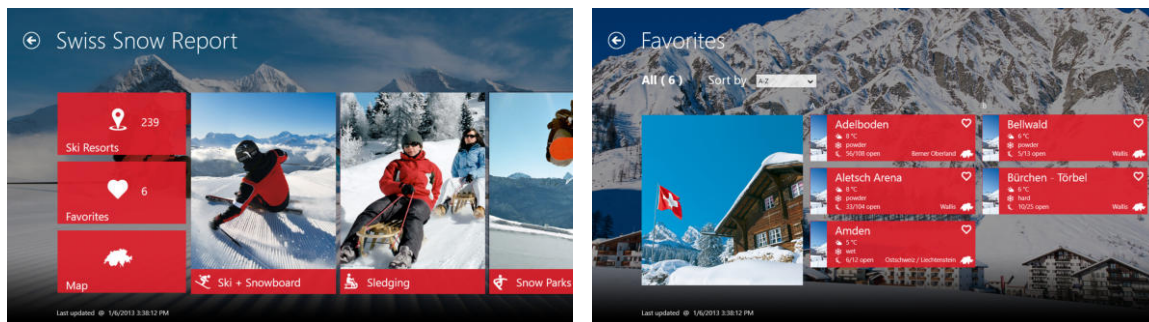 Swiss Snow Report
239
Ski Resorts
6
Favorites
Map
Ski + Snowboard
Sledging
Snow Parks
Last updated @ 1/6/2013 3:38:12 PM
Favorites
All ( 6 ) Sort by A-Z
Adelboden
8 °C
powder
56/108 open Berner Oberland
Aletsch Arena
8 °C
powder
33/104 open Wallis
Amden
5 °C
wet
6/12 open Ostschweiz / Liechtenstein
Bellwald
6 °C
powder
5/13 open Wallis
Bürchen - Törbel
6 °C
hard
10/25 open Wallis
Last updated @ 1/6/2013 3:38:12 PM